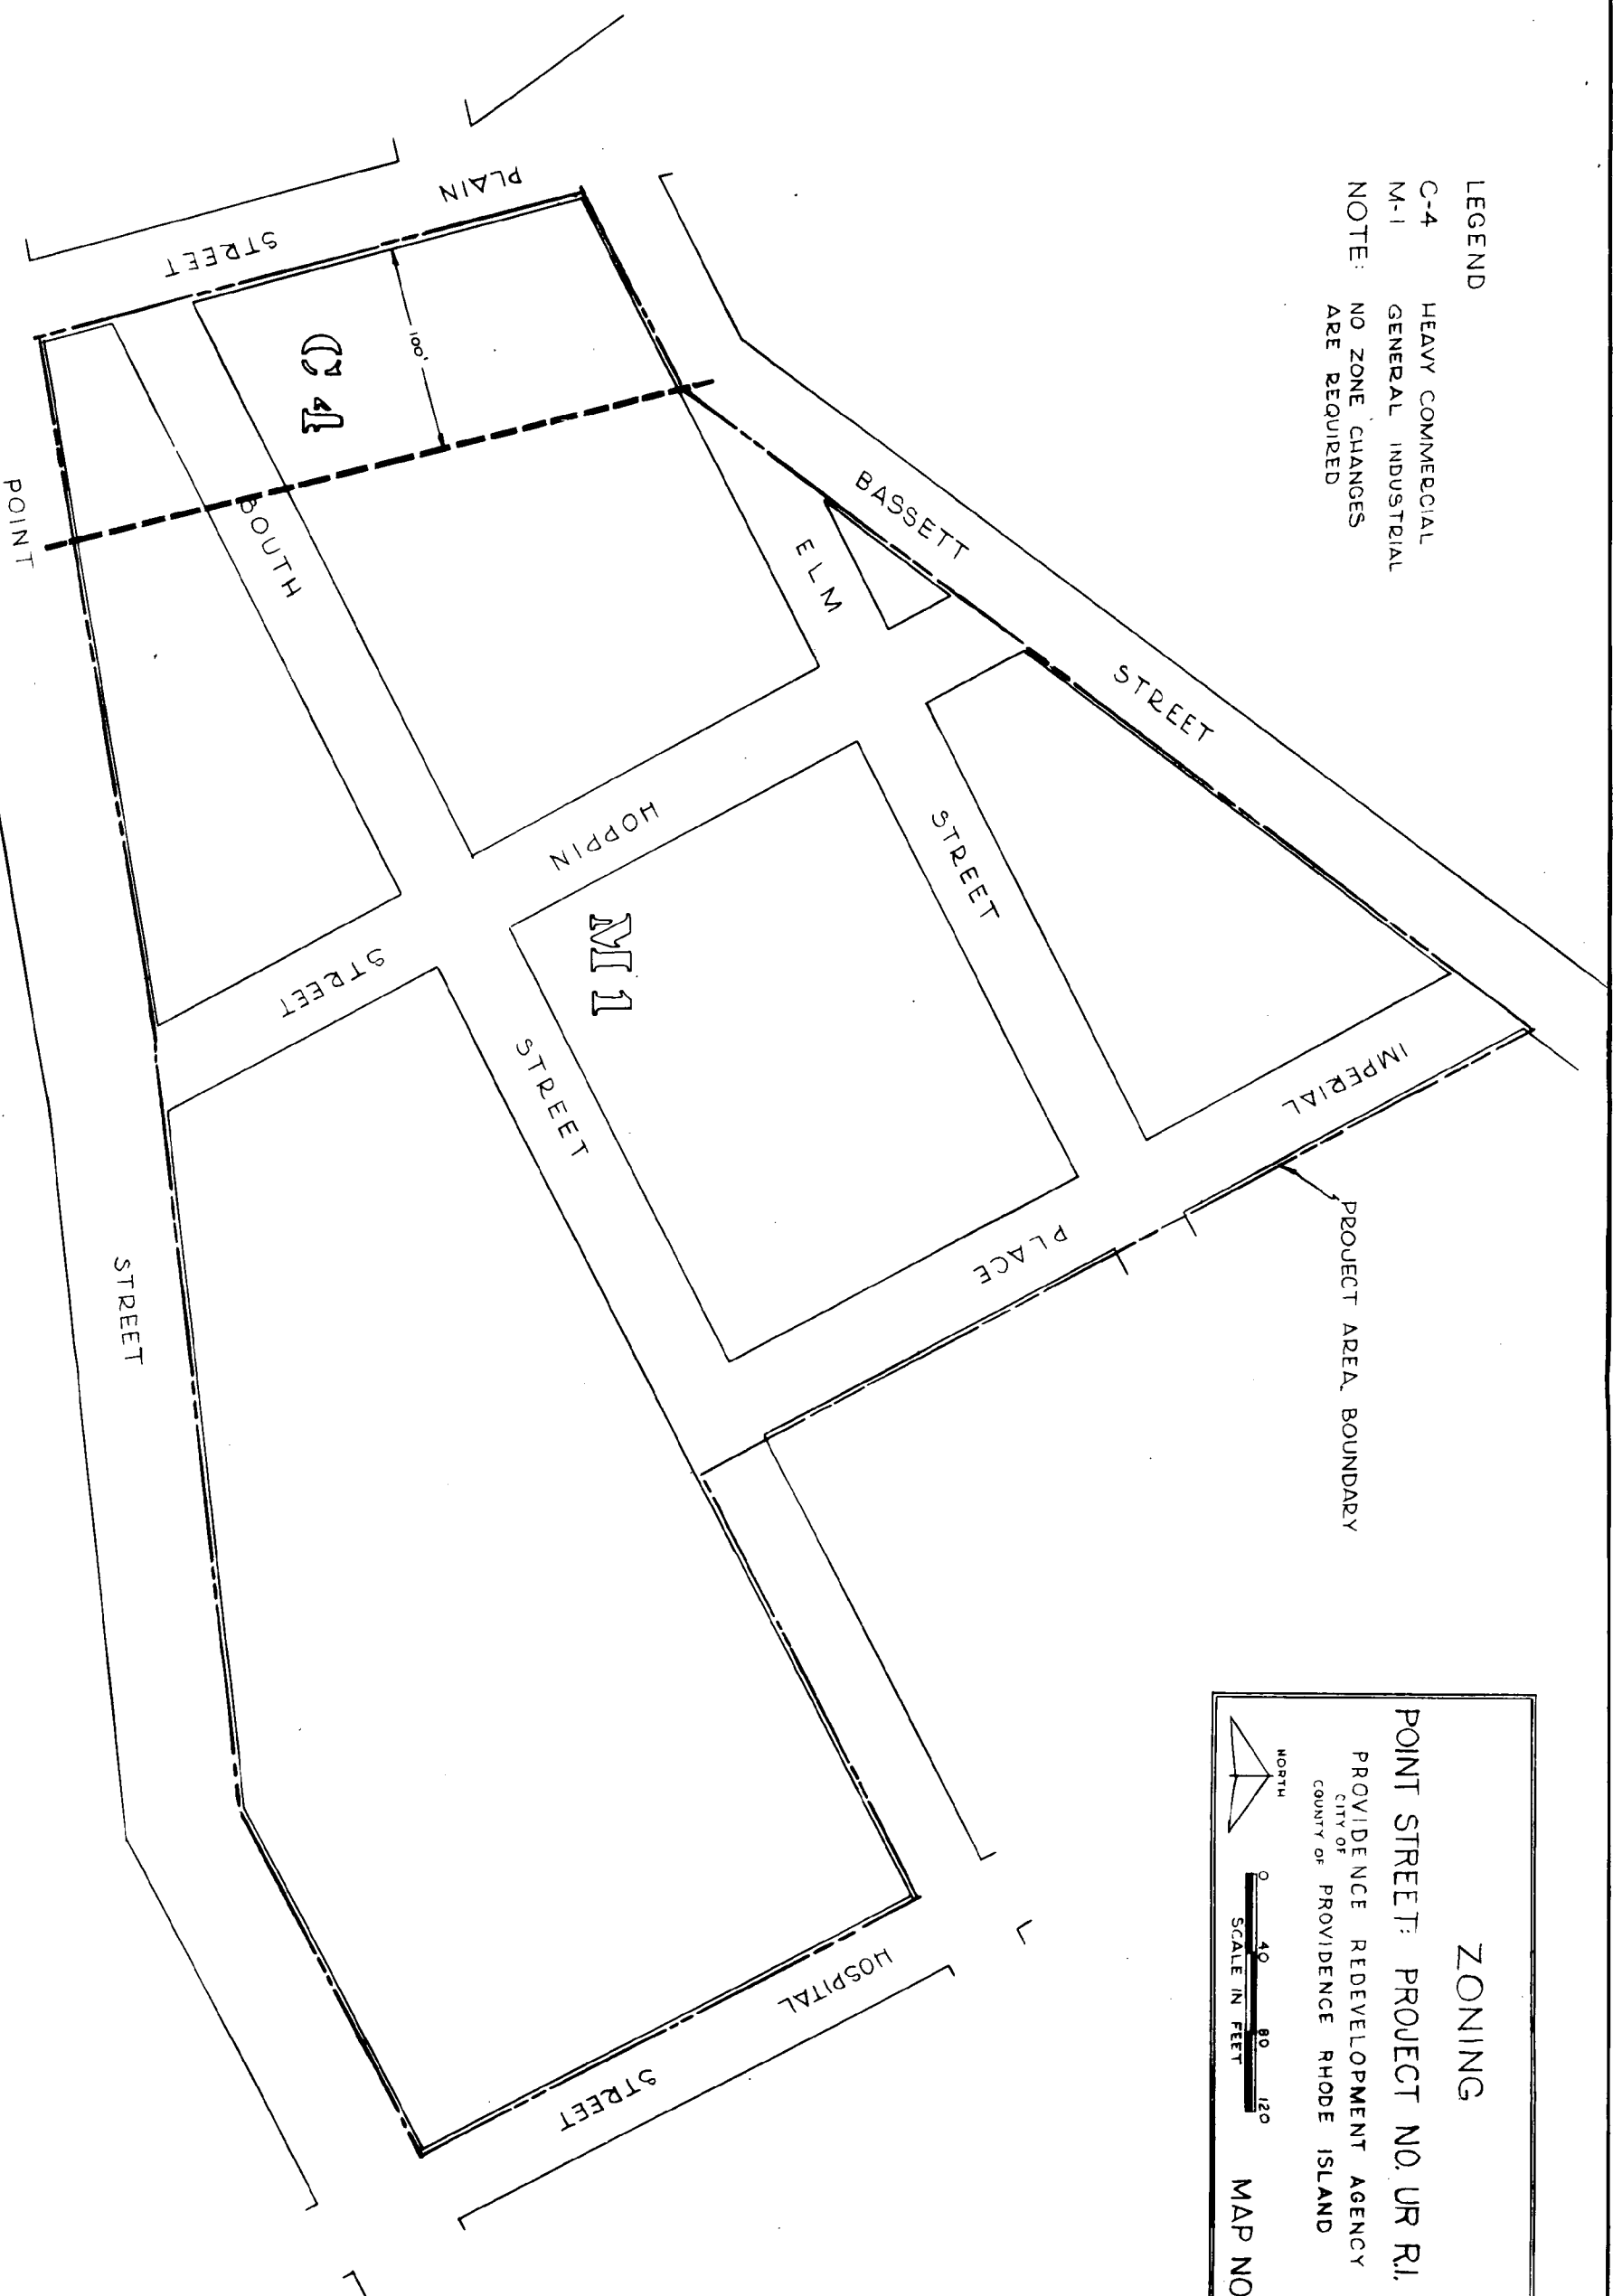 LEGEND
C-4 HEAVY COMMERCIAL
M-1 GENERAL INDUSTRIAL
NOTE: NO ZONE CHANGES
ARE REQUIRED
PLAIN
STREET
C 4
100'
BASSETT
STREET
ELM
STREET
SOUTH
STREET
HOPPIN
STREET
M 1
IMPERIAL
PLACE
PROJECT AREA BOUNDARY
POINT
STREET
HOSPITAL
STREET
ZONING
POINT STREET: PROJECT NO. UR R.I.
PROVIDENCE REDEVELOPMENT AGENCY
CITY OF
COUNTY OF PROVIDENCE RHODE ISLAND
NORTH
0 40 80 120
SCALE IN FEET
MAP NO